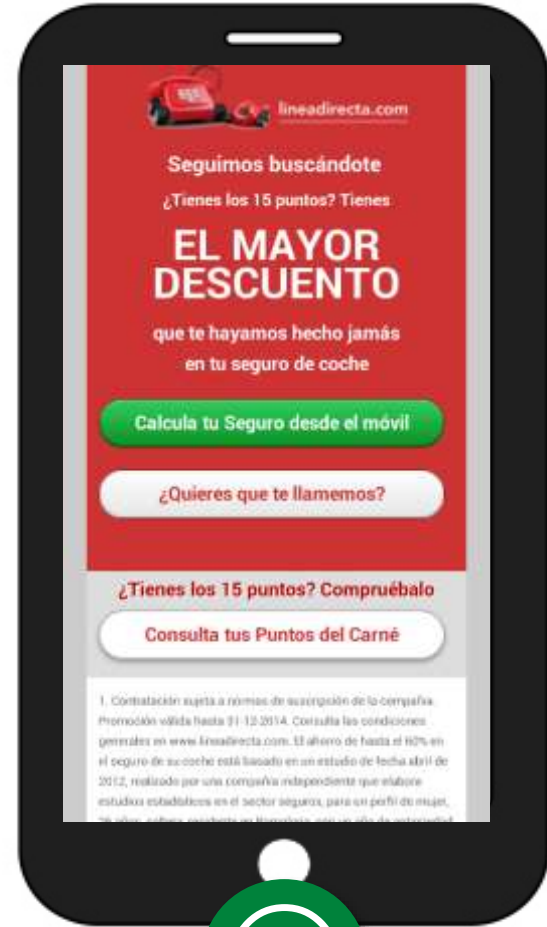 lineadirecta.com
Seguimos buscándote
¿Tienes los 15 puntos? Tienes
EL MAYOR
DESCUENTO
que te hayamos hecho jamás
en tu seguro de coche
Calcula tu Seguro desde el móvil
¿Quieres que te llamemos?
¿Tienes los 15 puntos? Compruébalo
Consulta tus Puntos del Carné
1. Contratación sujeta a normas de suscripción de la compañía.
Promoción válida hasta 31-12-2014. Consulta las condiciones
generales en www.lineadirecta.com. El ahorro de hasta el 60% en
el seguro de su coche está basado en un estudio de fecha abril de
2012, realizado por una compañía independiente que elabora
estudios estadísticos en el sector seguros, para un perfil de mujer,